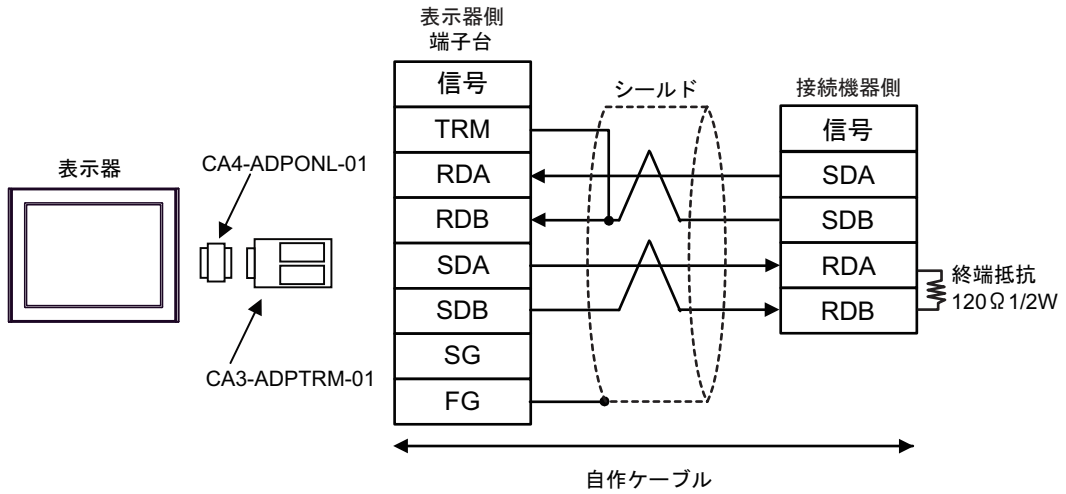 表示器
CA4-ADPONL-01
CA3-ADPTRM-01
表示器側
端子台
信号
TRM
RDA
RDB
SDA
SDB
SG
FG
シールド
接続機器側
信号
SDA
SDB
RDA
RDB
終端抵抗
120Ω1/2W
自作ケーブル